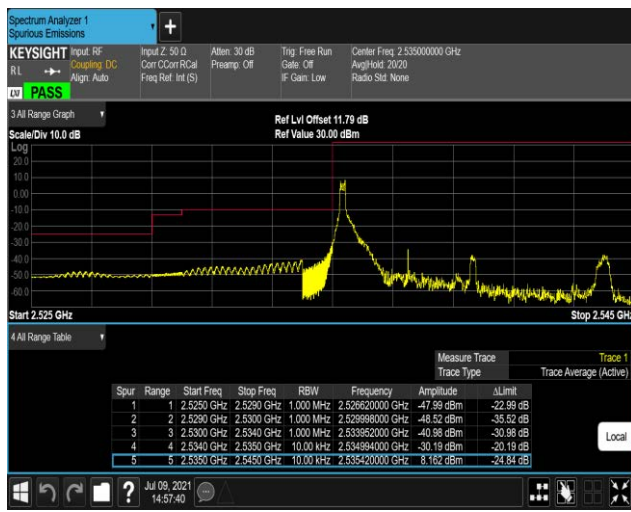 Spectrum Analyzer 1
Spurious Emissions
+
KEYSIGHT Input: RF Input Z: 50 Ω Atten: 30 dB Trig: Free Run Center Freq: 2.535000000 GHz
RL Coupling: DC Corr CCorr RCal Preamp: Off Gate: Off Avg|Hold: 20/20
Align: Auto Freq Ref: Int (S) IF Gain: Low Radio Std: None
LXI PASS
3 All Range Graph
Ref Lvl Offset 11.79 dB
Scale/Div 10.0 dB Ref Value 30.00 dBm
Log
20.0
10.0
0.00
-10.0
-20.0
-30.0
-40.0
-50.0
-60.0
Start 2.525 GHz Stop 2.545 GHz
4 All Range Table
Measure Trace Trace 1
Trace Type Trace Average (Active)
Spur Range Start Freq Stop Freq RBW Frequency Amplitude ΔLimit
1 1 2.5250 GHz 2.5290 GHz 1.000 MHz 2.526620000 GHz -47.99 dBm -22.99 dB
2 2 2.5290 GHz 2.5300 GHz 1.000 MHz 2.529998000 GHz -48.52 dBm -35.52 dB
3 3 2.5300 GHz 2.5340 GHz 1.000 MHz 2.533952000 GHz -40.98 dBm -30.98 dB
4 4 2.5340 GHz 2.5350 GHz 10.00 kHz 2.534994000 GHz -30.19 dBm -20.19 dB
5 5 2.5350 GHz 2.5450 GHz 10.00 kHz 2.535420000 GHz 8.162 dBm -24.84 dB
Local
? Jul 09, 2021
14:57:40